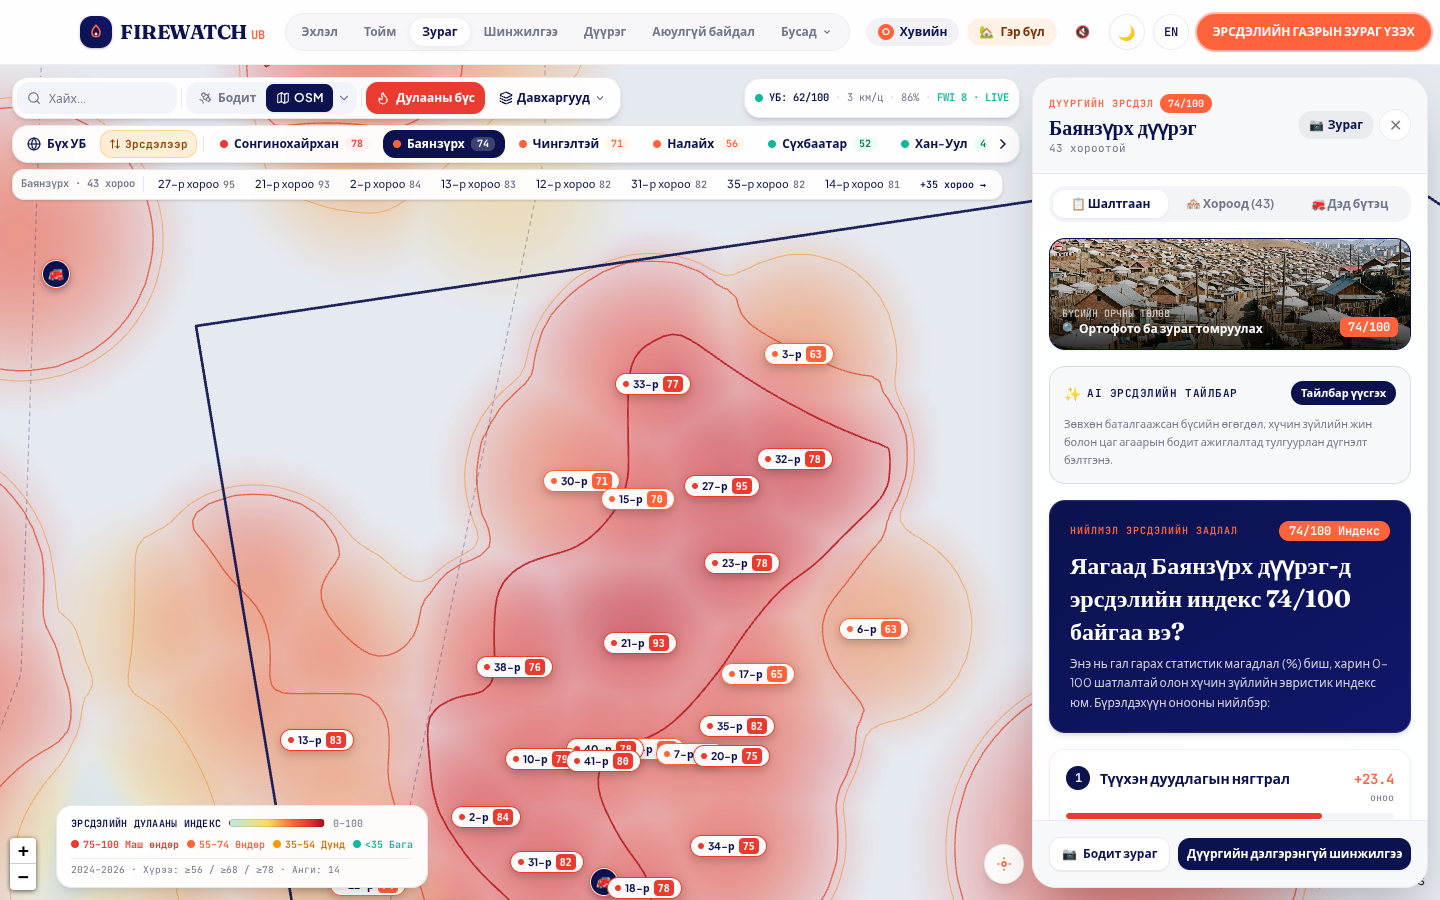 FIREWATCH UB
Эхлэл Тойм Зураг Шинжилгээ Дүүрэг Аюулгүй байдал Бусад
Хувийн
Гэр бүл
EN
ЭРСДЭЛИЙН ГАЗРЫН ЗУРАГ ҮЗЭХ
Хайх...
Бодит
OSM
Дулааны бүс
Давхаргууд
УБ: 62/100 · 3 км/ц · 86% · FWI 8 · LIVE
Бүх УБ
Эрсдэлээр
Сонгинохайрхан 78
Баянзүрх 74
Чингэлтэй 71
Налайх 56
Сүхбаатар 52
Хан-Уул
Баянзүрх · 43 хороо
27-р хороо 95
21-р хороо 93
2-р хороо 84
13-р хороо 83
12-р хороо 82
31-р хороо 82
35-р хороо 82
14-р хороо 81
+35 хороо →
3-р 63
33-р 77
32-р 78
30-р 71
27-р 95
15-р 70
23-р 78
6-р 63
21-р 93
38-р 76
17-р 65
35-р 82
13-р 83
40-р 78
7-р
20-р 75
10-р 79
41-р 80
2-р 84
34-р 75
31-р 82
18-р 78
ЭРСДЭЛИЙН ДУЛААНЫ ИНДЕКС 0-100
75-100 Маш өндөр 55-74 Өндөр 35-54 Дунд <35 Бага
2024-2026 · Хүрээ: ≥56 / ≥68 / ≥78 · Анги: 14
+
−
ДҮҮРГИЙН ЭРСДЭЛ 74/100
Баянзүрх дүүрэг
43 хороотой
Зураг
Шалтгаан
Хороод (43)
Дэд бүтэц
БҮСИЙН ОРЧНЫ ТӨЛӨВ
Ортофото ба зураг томруулах
74/100
AI ЭРСДЭЛИЙН ТАЙЛБАР
Тайлбар үүсгэх
Зөвхөн баталгаажсан бүсийн өгөгдөл, хүчин зүйлийн жин
болон цаг агаарын бодит ажиглалтад тулгуурлан дүгнэлт
бэлтгэнэ.
НИЙЛМЭЛ ЭРСДЭЛИЙН ЗАДЛАЛ
74/100 Индекс
Яагаад Баянзүрх дүүрэг-д
эрсдэлийн индекс 74/100
байгаа вэ?
Энэ нь гал гарах статистик магадлал (%) биш, харин 0-
100 шатлалтай олон хүчин зүйлийн эвристик индекс
юм. Бүрэлдэхүүн онооны нийлбэр:
1 Түүхэн дуудлагын нягтрал
+23.4
оноо
Бодит зураг
Дүүргийн дэлгэрэнгүй шинжилгээ